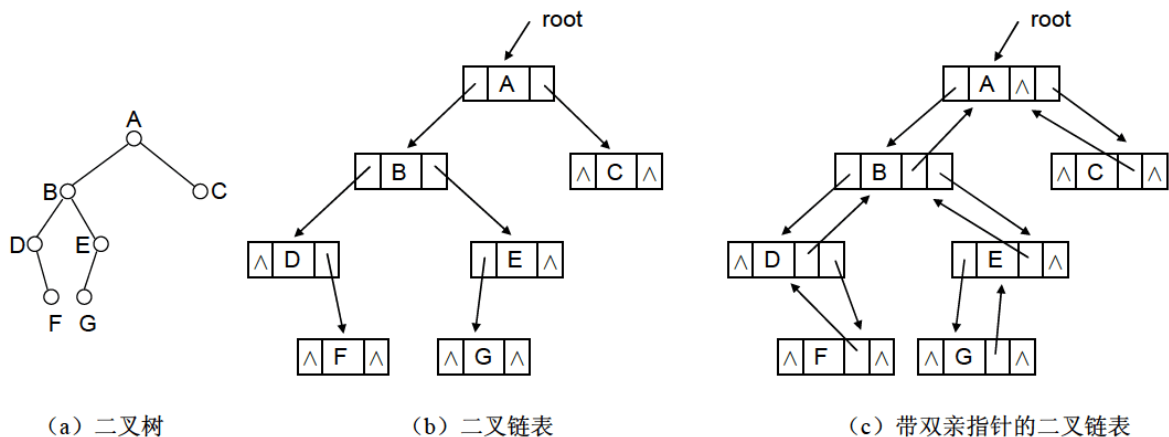 root
root
A
A ∧
A
B
∧ C ∧
B
∧ C ∧
B
C
D
E
∧ D
E ∧
∧ D
E ∧
F
G
∧ F ∧
∧ G ∧
∧ F ∧
∧ G ∧
(a) 二叉树
(b) 二叉链表
(c) 带双亲指针的二叉链表